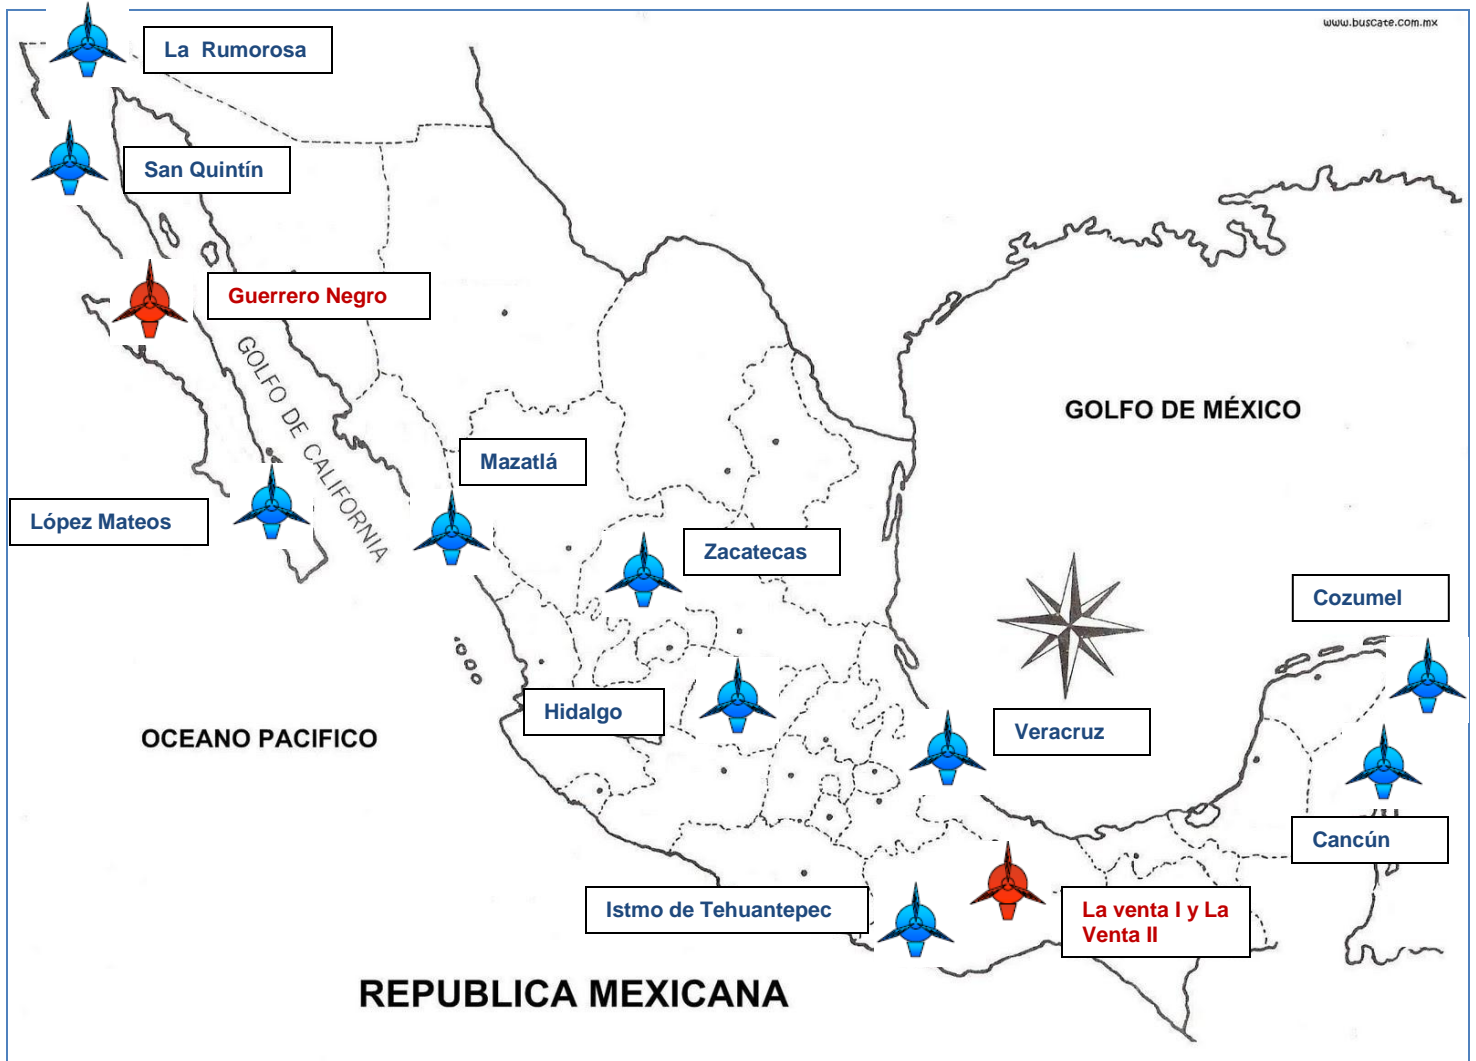 www.buscate.com.mx
La Rumorosa
San Quintín
Guerrero Negro
GOLFO DE CALIFORNIA
GOLFO DE MÉXICO
Mazatlá
López Mateos
Zacatecas
Cozumel
Hidalgo
Veracruz
OCEANO PACIFICO
Cancún
Istmo de Tehuantepec
La venta I y La
Venta II
REPUBLICA MEXICANA